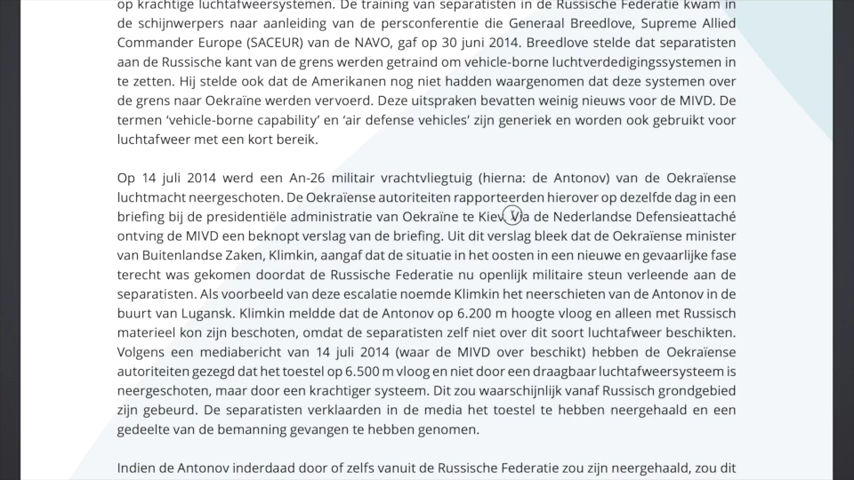 op krachtige luchtafweersystemen. De training van separatisten in de Russische Federatie kwam in
de schijnwerpers naar aanleiding van de persconferentie die Generaal Breedlove, Supreme Allied
Commander Europe (SACEUR) van de NAVO, gaf op 30 juni 2014. Breedlove stelde dat separatisten
aan de Russische kant van de grens werden getraind om vehicle-borne luchtverdedigingssystemen in
te zetten. Hij stelde ook dat de Amerikanen nog niet hadden waargenomen dat deze systemen over
de grens naar Oekraïne werden vervoerd. Deze uitspraken bevatten weinig nieuws voor de MIVD. De
termen ‘vehicle-borne capability’ en ‘air defense vehicles’ zijn generiek en worden ook gebruikt voor
luchtafweer met een kort bereik.
Op 14 juli 2014 werd een An-26 militair vrachtvliegtuig (hierna: de Antonov) van de Oekraïense
luchtmacht neergeschoten. De Oekraïense autoriteiten rapporteerden hierover op dezelfde dag in een
briefing bij de presidentiële administratie van Oekraïne te Kiev. Via de Nederlandse Defensieattaché
ontving de MIVD een beknopt verslag van de briefing. Uit dit verslag bleek dat de Oekraïense minister
van Buitenlandse Zaken, Klimkin, aangaf dat de situatie in het oosten in een nieuwe en gevaarlijke fase
terecht was gekomen doordat de Russische Federatie nu openlijk militaire steun verleende aan de
separatisten. Als voorbeeld van deze escalatie noemde Klimkin het neerschieten van de Antonov in de
buurt van Lugansk. Klimkin meldde dat de Antonov op 6.200 m hoogte vloog en alleen met Russisch
materieel kon zijn beschoten, omdat de separatisten zelf niet over dit soort luchtafweer beschikten.
Volgens een mediabericht van 14 juli 2014 (waar de MIVD over beschikt) hebben de Oekraïense
autoriteiten gezegd dat het toestel op 6.500 m vloog en niet door een draagbaar luchtafweersysteem is
neergeschoten, maar door een krachtiger systeem. Dit zou waarschijnlijk vanaf Russisch grondgebied
zijn gebeurd. De separatisten verklaarden in de media het toestel te hebben neergehaald en een
gedeelte van de bemanning gevangen te hebben genomen.
Indien de Antonov inderdaad door of zelfs vanuit de Russische Federatie zou zijn neergehaald, zou dit